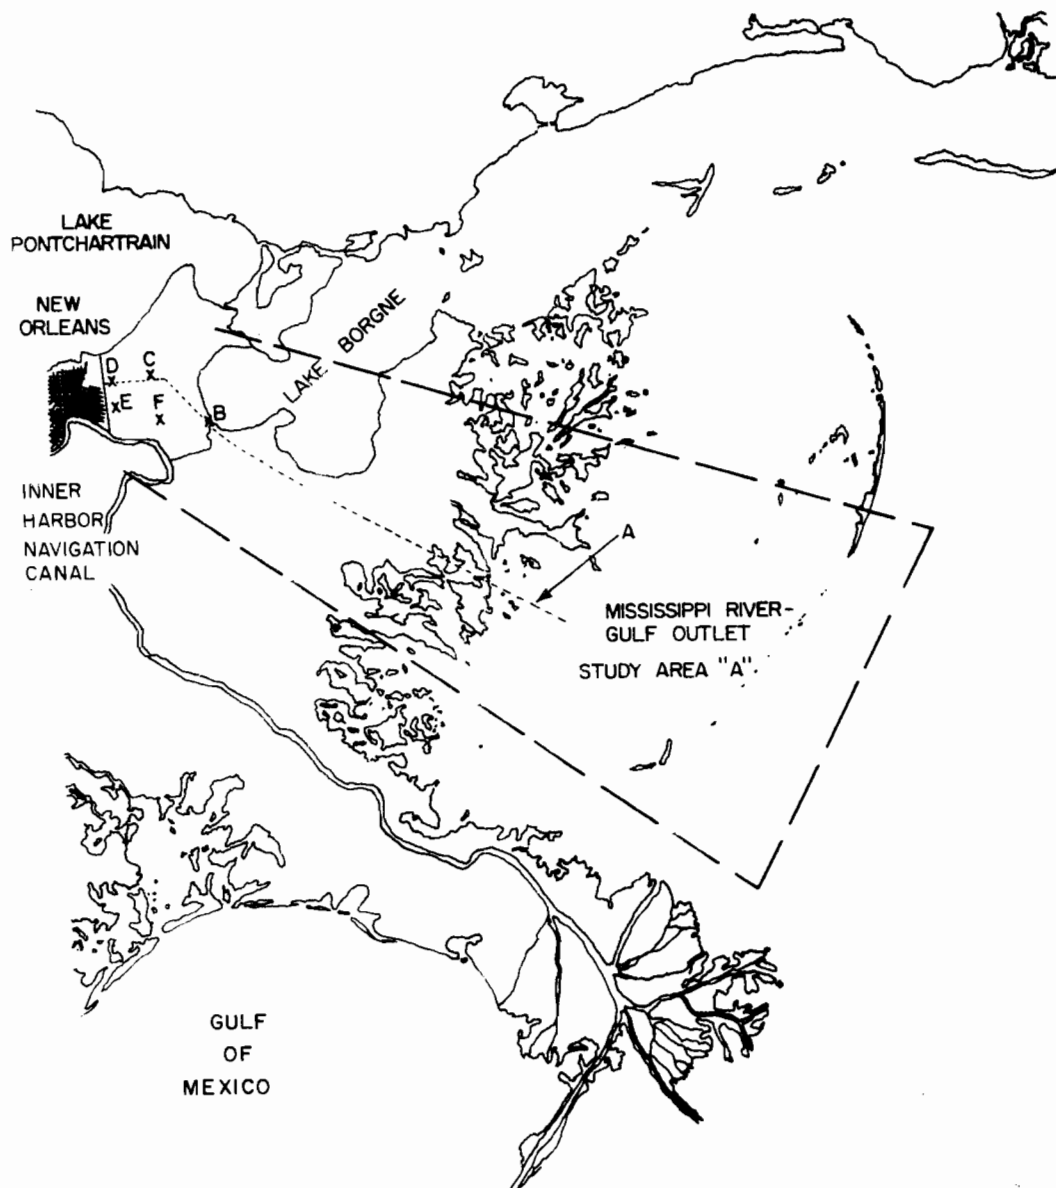 LAKE
PONTCHARTRAIN
NEW
ORLEANS
LAKE BORGNE
D
C
E
F
B
INNER
HARBOR
NAVIGATION
CANAL
A
MISSISSIPPI RIVER-
GULF OUTLET
STUDY AREA "A"
GULF
OF
MEXICO